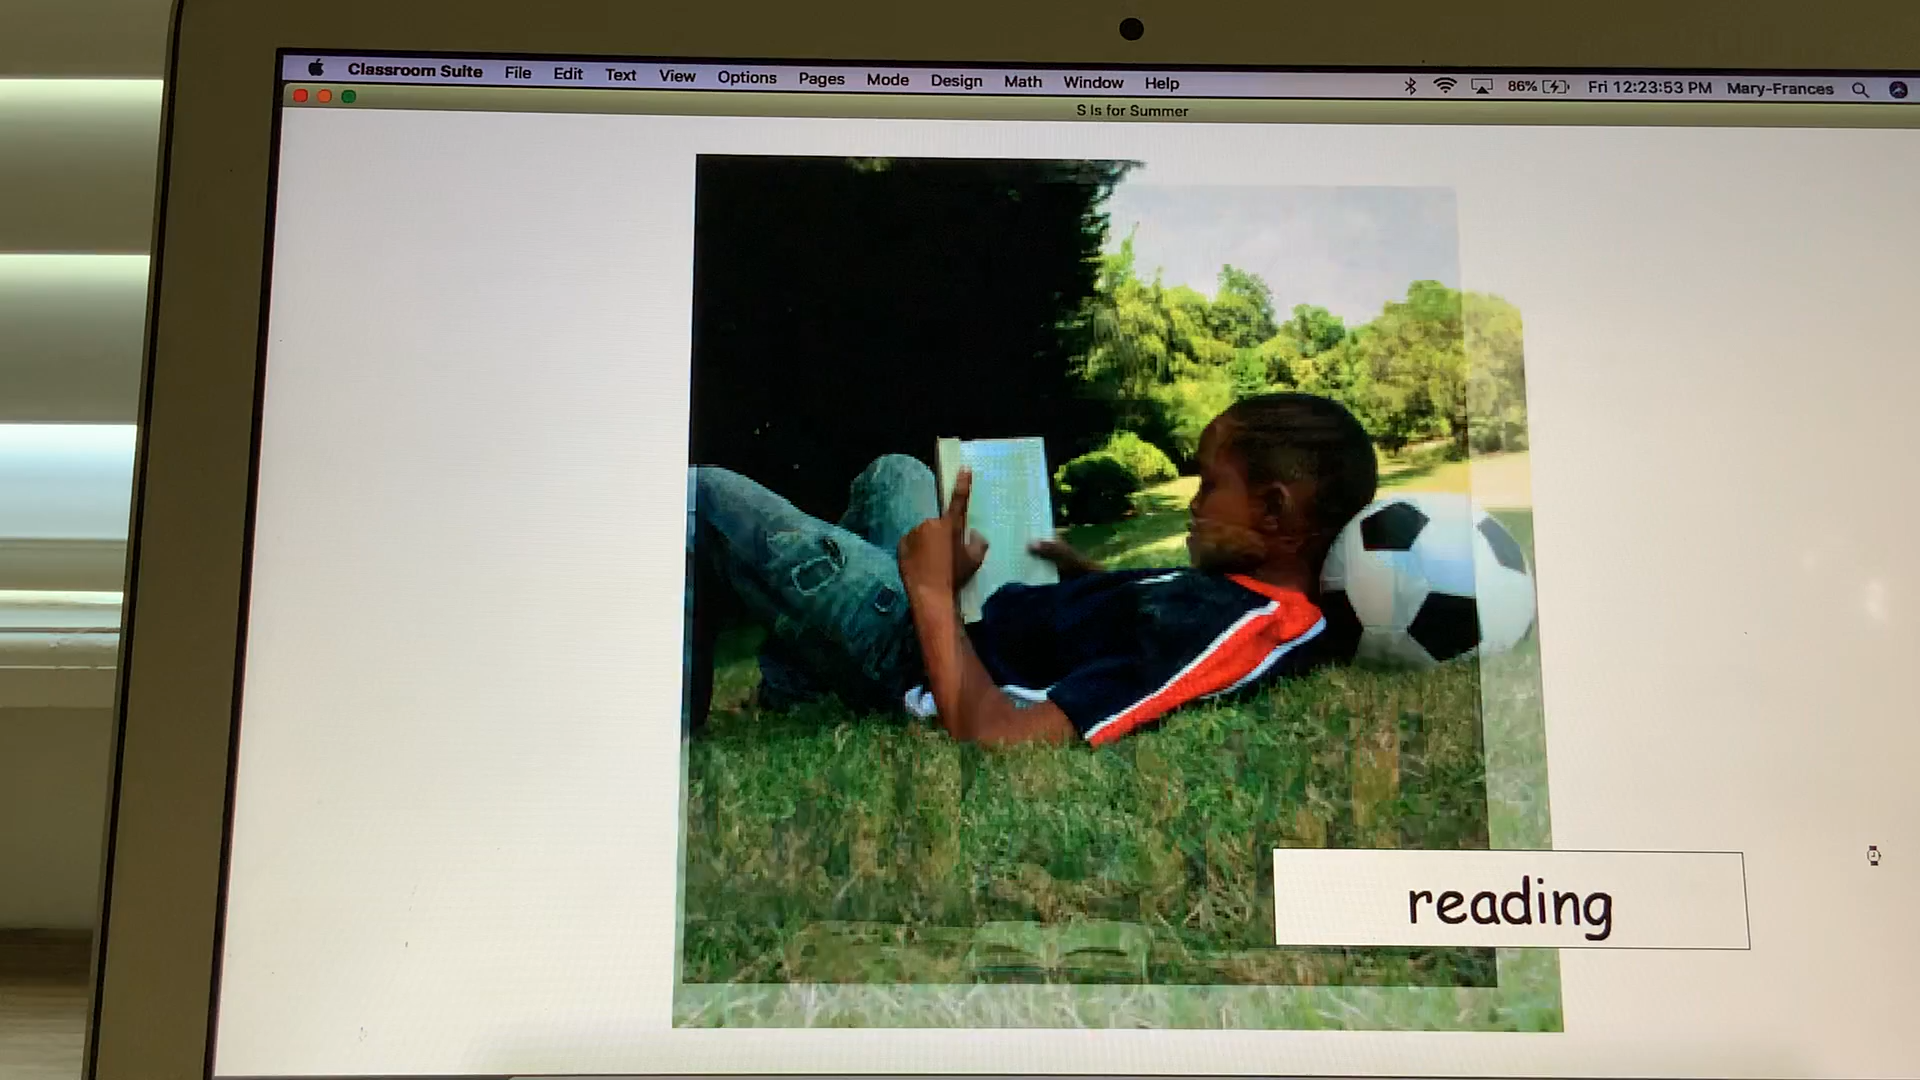 Classroom Suite File Edit Text View Options Pages Mode Design Math Window Help 86% Fri 12:23:53 PM Mary-Frances
S Is for Summer
reading